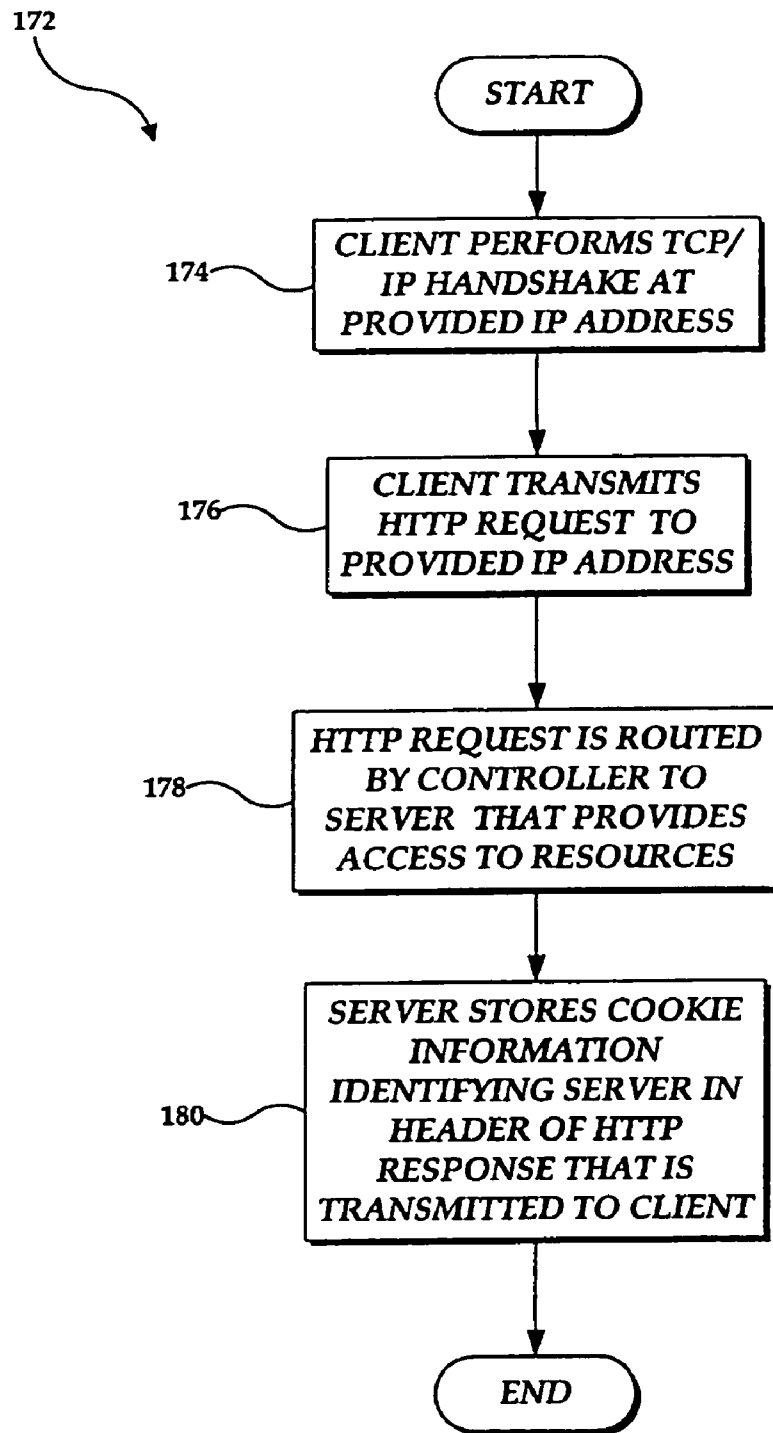 172
START
174
CLIENT PERFORMS TCP/
IP HANDSHAKE AT
PROVIDED IP ADDRESS
176
CLIENT TRANSMITS
HTTP REQUEST TO
PROVIDED IP ADDRESS
178
HTTP REQUEST IS ROUTED
BY CONTROLLER TO
SERVER THAT PROVIDES
ACCESS TO RESOURCES
180
SERVER STORES COOKIE
INFORMATION
IDENTIFYING SERVER IN
HEADER OF HTTP
RESPONSE THAT IS
TRANSMITTED TO CLIENT
END